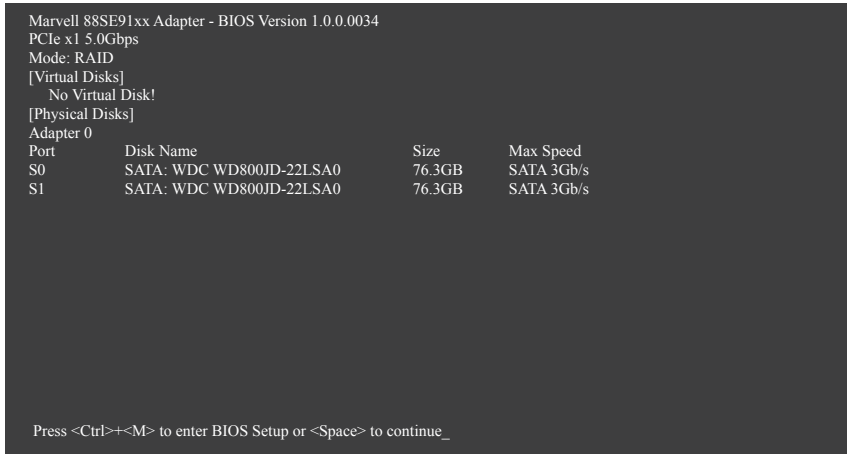 Marvell 88SE91xx Adapter - BIOS Version 1.0.0.0034
PCIe x1 5.0Gbps
Mode: RAID
[Virtual Disks]
No Virtual Disk!
[Physical Disks]
Adapter 0
Port Disk Name Size Max Speed
S0 SATA: WDC WD800JD-22LSA0 76.3GB SATA 3Gb/s
S1 SATA: WDC WD800JD-22LSA0 76.3GB SATA 3Gb/s
Press <Ctrl>+<M> to enter BIOS Setup or <Space> to continue_